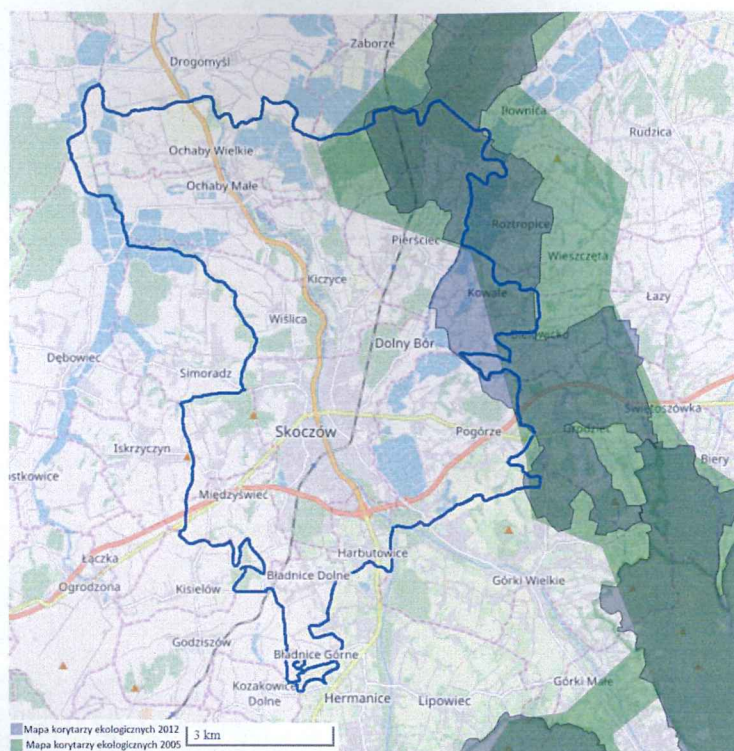 Zaborze
Drogomyśl
Iłownica
Rudzica
Ochaby Wielkie
Ochaby Małe
Roztropice
Pierściec
Wieszczęta
Kiczyce
Kowale
Łazy
Wiślica
Dolny Bór
Dębowiec
Simoradz
Świętoszówka
Skoczów
Pogórze
Grodziec
Iskrzyczyn
Biery
Międzyświeć
Harbutowice
Łączka
Bładnice Dolne
Ogrodzona
Kisielów
Górki Wielkie
Godziszów
Bładnice Górne
Kozakowice
Dolne
Górki Małe
Hermanice
Lipowiec
Mapa korytarzy ekologicznych 2012
3 km
Mapa korytarzy ekologicznych 2005